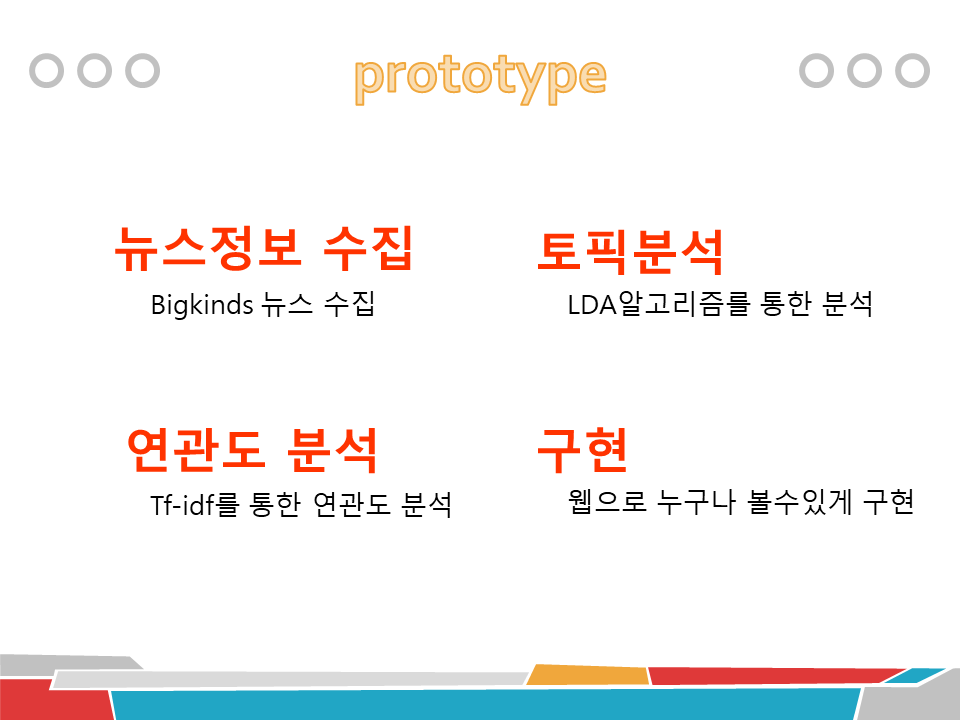 prototype
뉴스정보 수집
Bigkinds 뉴스 수집
토픽분석
LDA알고리즘를 통한 분석
연관도 분석
Tf-idf를 통한 연관도 분석
구현
웹으로 누구나 볼수있게 구현